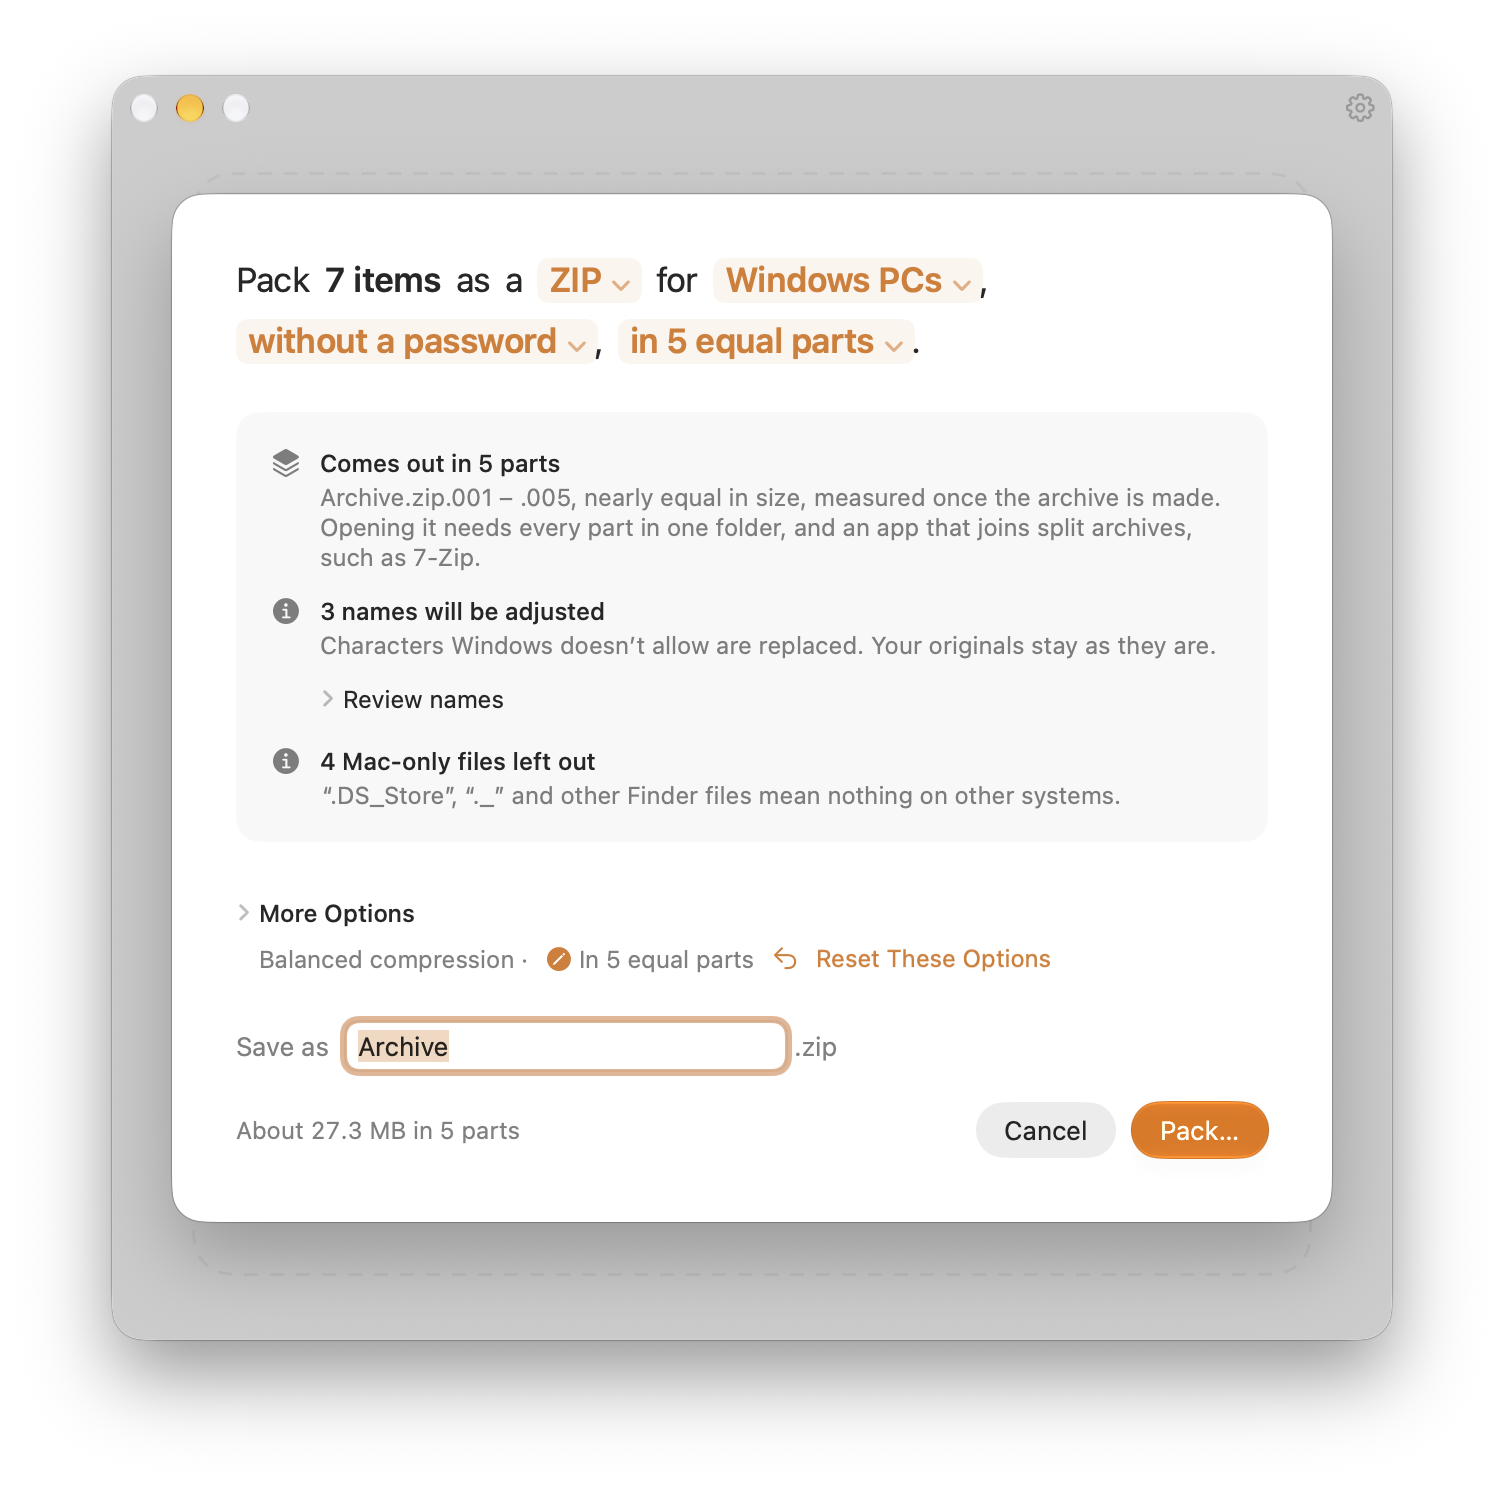 Pack 7 items as a ZIP for Windows PCs,
without a password, in 5 equal parts.
Comes out in 5 parts
Archive.zip.001 – .005, nearly equal in size, measured once the archive is made.
Opening it needs every part in one folder, and an app that joins split archives,
such as 7-Zip.
3 names will be adjusted
Characters Windows doesn’t allow are replaced. Your originals stay as they are.
Review names
4 Mac-only files left out
“.DS_Store”, “._” and other Finder files mean nothing on other systems.
More Options
Balanced compression · In 5 equal parts Reset These Options
Save as Archive .zip
About 27.3 MB in 5 parts Cancel Pack…